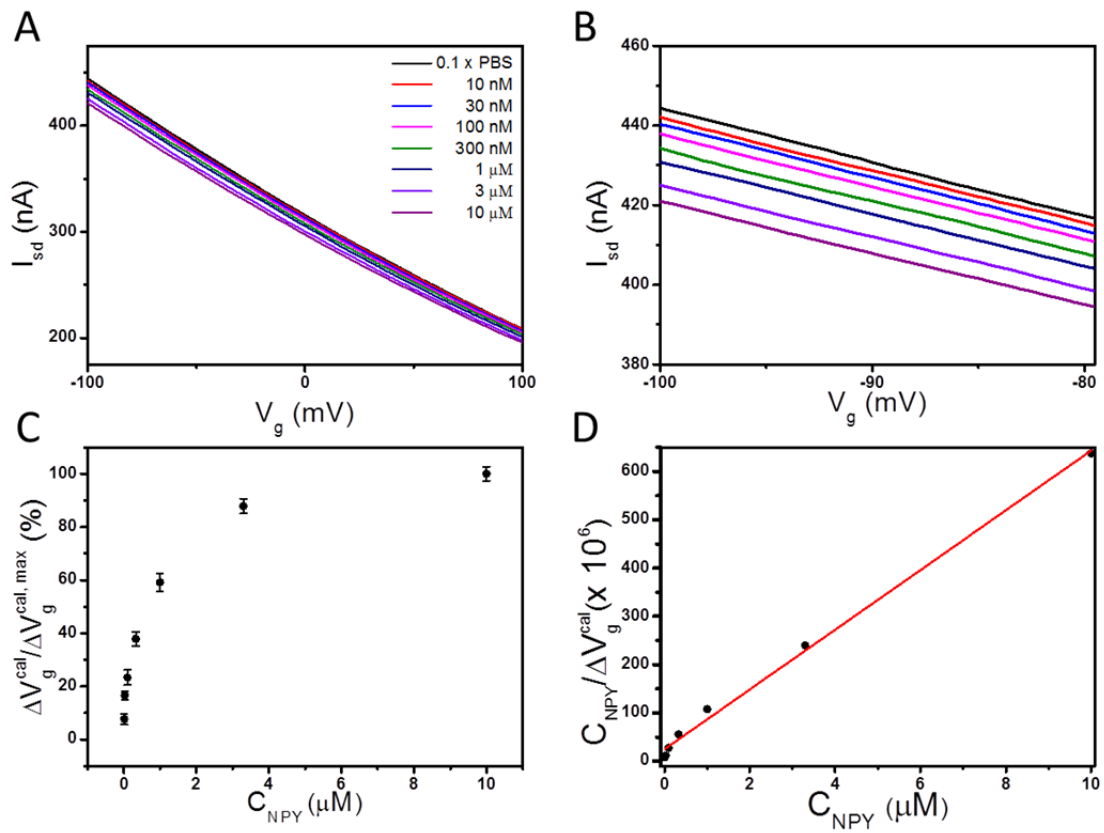 A
400
300
200
-100
0
100
I_sd (nA)
V_g (mV)
0.1 x PBS
10 nM
30 nM
100 nM
300 nM
1 μM
3 μM
10 μM
B
460
440
420
400
380
-100
-90
-80
I_sd (nA)
V_g (mV)
C
100
80
60
40
20
0
0
2
4
6
8
10
ΔV_g^cal/ΔV_g^cal, max (%)
C_NPY (μM)
D
600
500
400
300
200
100
0
0
2
4
6
8
10
C_NPY/ΔV_g^cal (x 10^6)
C_NPY (μM)